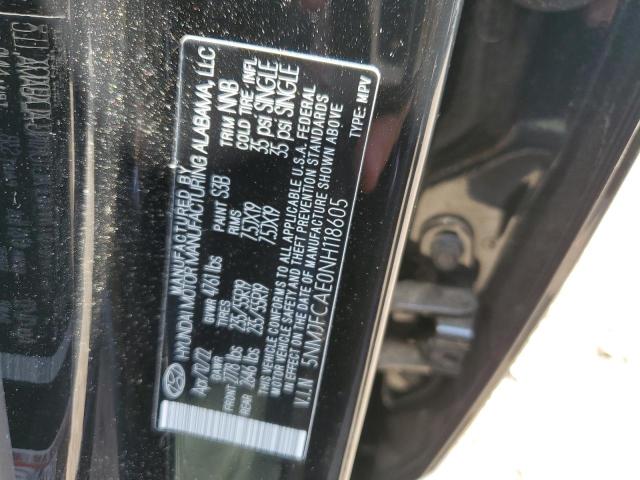 MANUFACTURED BY
HYUNDAI MOTOR MANUFACTURING ALABAMA, LLC
Apr/20/22 GVWR 4761 lbs PAINT S3B TRIM NNB
GAWR TIRES RIMS COLD TIRE. INFL
FRONT 2778 lbs 235/55R19 7.5JX19 35 psi SINGLE
REAR 2646 lbs 235/55R19 7.5JX19 35 psi SINGLE
THIS VEHICLE CONFORMS TO ALL APPLICABLE U.S.A. FEDERAL
MOTOR VEHICLE SAFETY AND THEFT PREVENTION STANDARDS
IN EFFECT ON THE DATE OF MANUFACTURE SHOWN ABOVE
V.I.N 5NMJFCAE0NH118605 TYPE: MPV